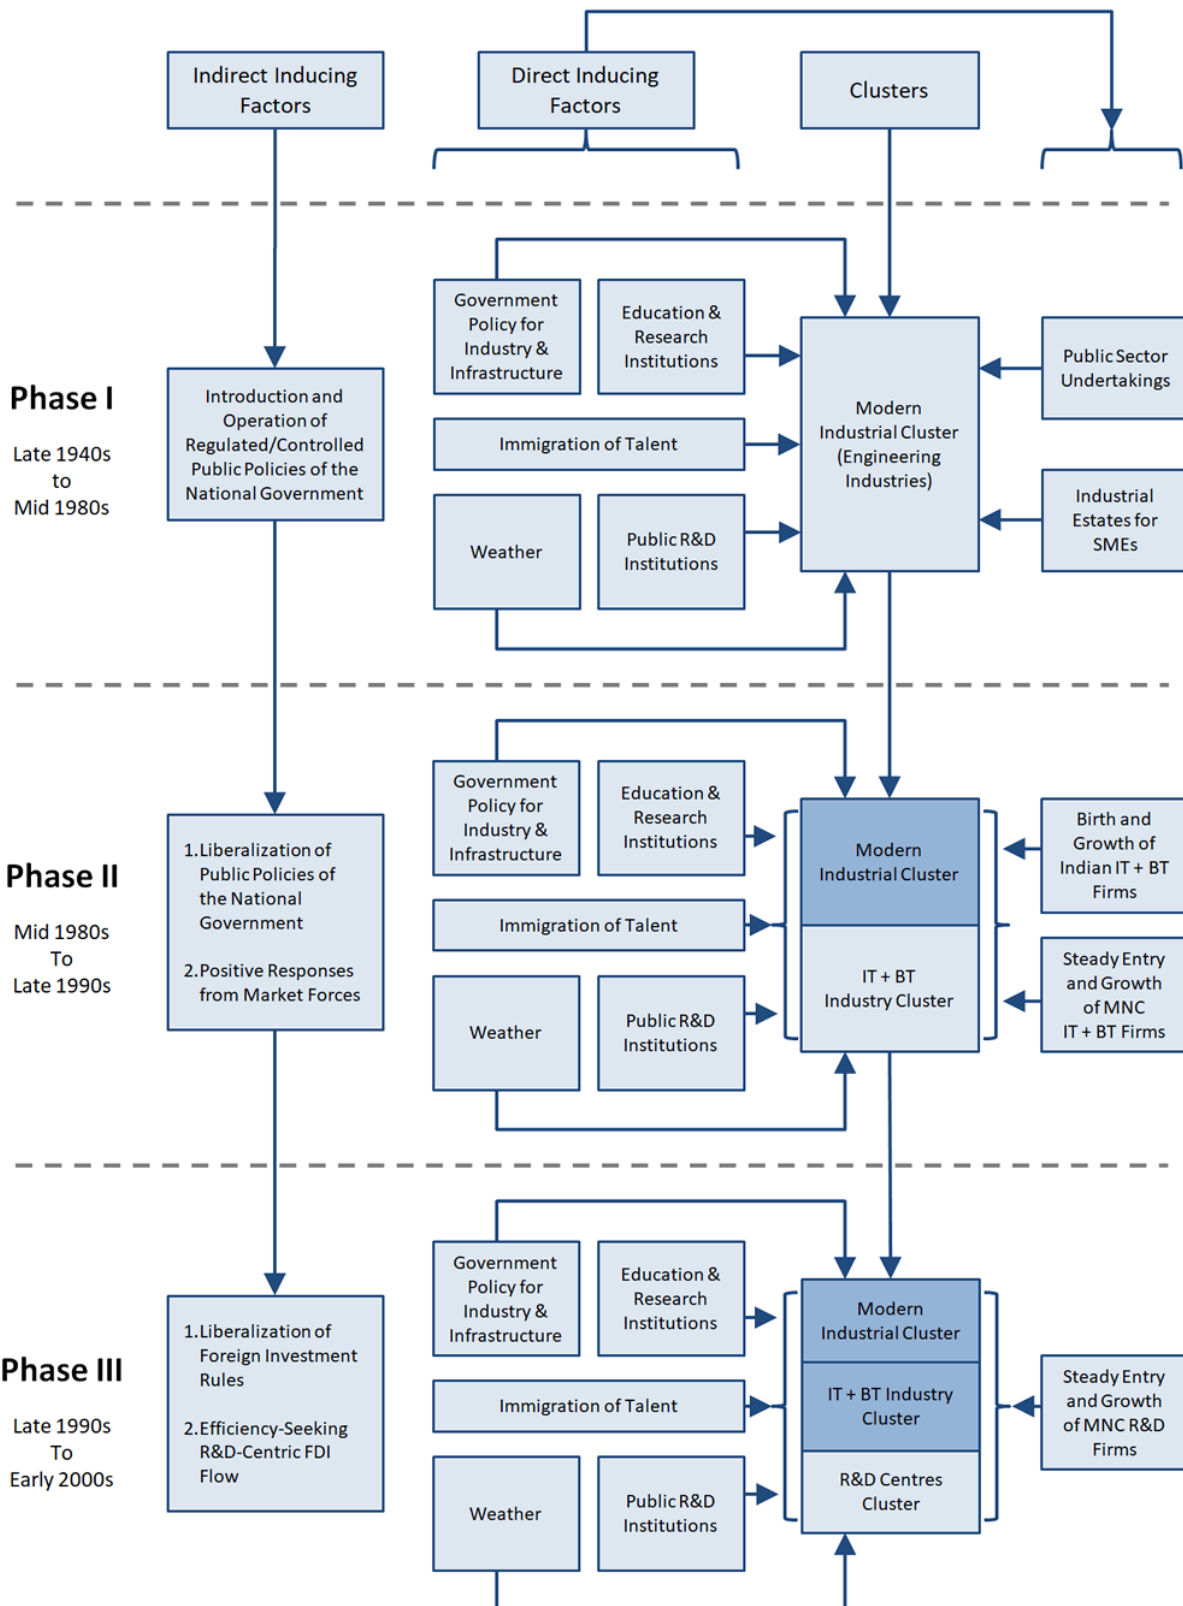 Indirect Inducing
Factors
Direct Inducing
Factors
Clusters
Phase I
Late 1940s
to
Mid 1980s
Introduction and
Operation of
Regulated/Controlled
Public Policies of the
National Government
Government
Policy for
Industry &
Infrastructure
Education &
Research
Institutions
Immigration of Talent
Weather
Public R&D
Institutions
Modern
Industrial Cluster
(Engineering
Industries)
Public Sector
Undertakings
Industrial
Estates for
SMEs
Phase II
Mid 1980s
To
Late 1990s
1.Liberalization of
Public Policies of
the National
Government
2.Positive Responses
from Market Forces
Government
Policy for
Industry &
Infrastructure
Education &
Research
Institutions
Immigration of Talent
Weather
Public R&D
Institutions
Modern
Industrial Cluster
IT + BT
Industry Cluster
Birth and
Growth of
Indian IT + BT
Firms
Steady Entry
and Growth
of MNC
IT + BT Firms
Phase III
Late 1990s
To
Early 2000s
1.Liberalization of
Foreign Investment
Rules
2.Efficiency-Seeking
R&D-Centric FDI
Flow
Government
Policy for
Industry &
Infrastructure
Education &
Research
Institutions
Immigration of Talent
Weather
Public R&D
Institutions
Modern
Industrial Cluster
IT + BT Industry
Cluster
R&D Centres
Cluster
Steady Entry
and Growth
of MNC R&D
Firms